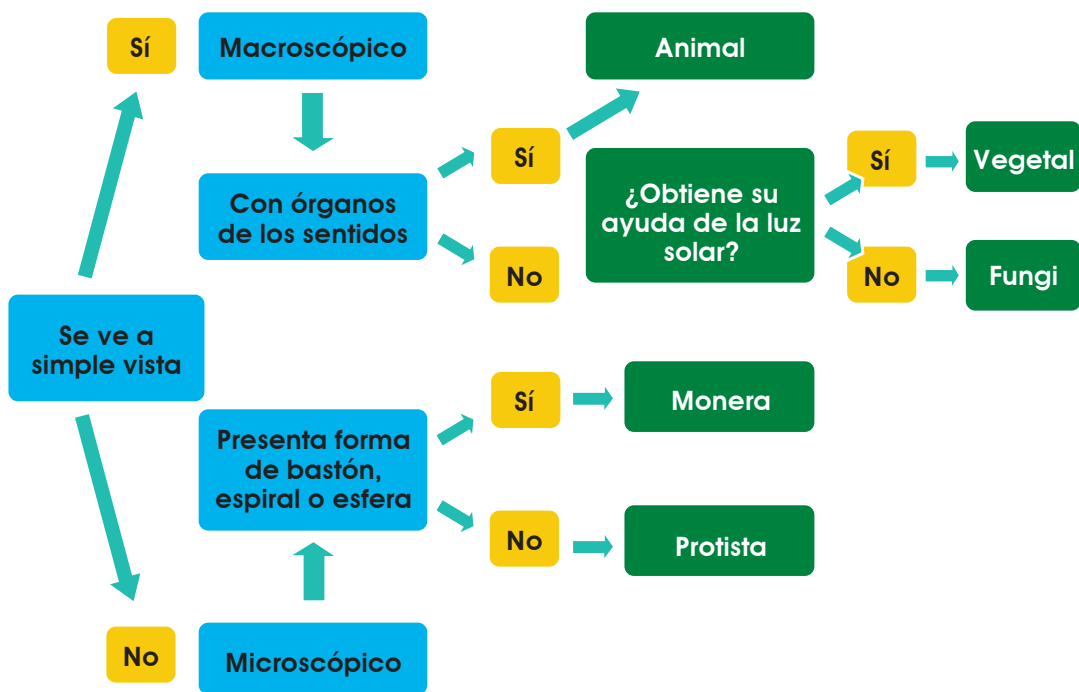 Sí
Macroscópico
Animal
Con órganos
de los sentidos
Sí
No
¿Obtiene su
ayuda de la luz
solar?
Sí
Vegetal
No
Fungi
Se ve a
simple vista
Presenta forma
de bastón,
espiral o esfera
Sí
Monera
No
Protista
No
Microscópico